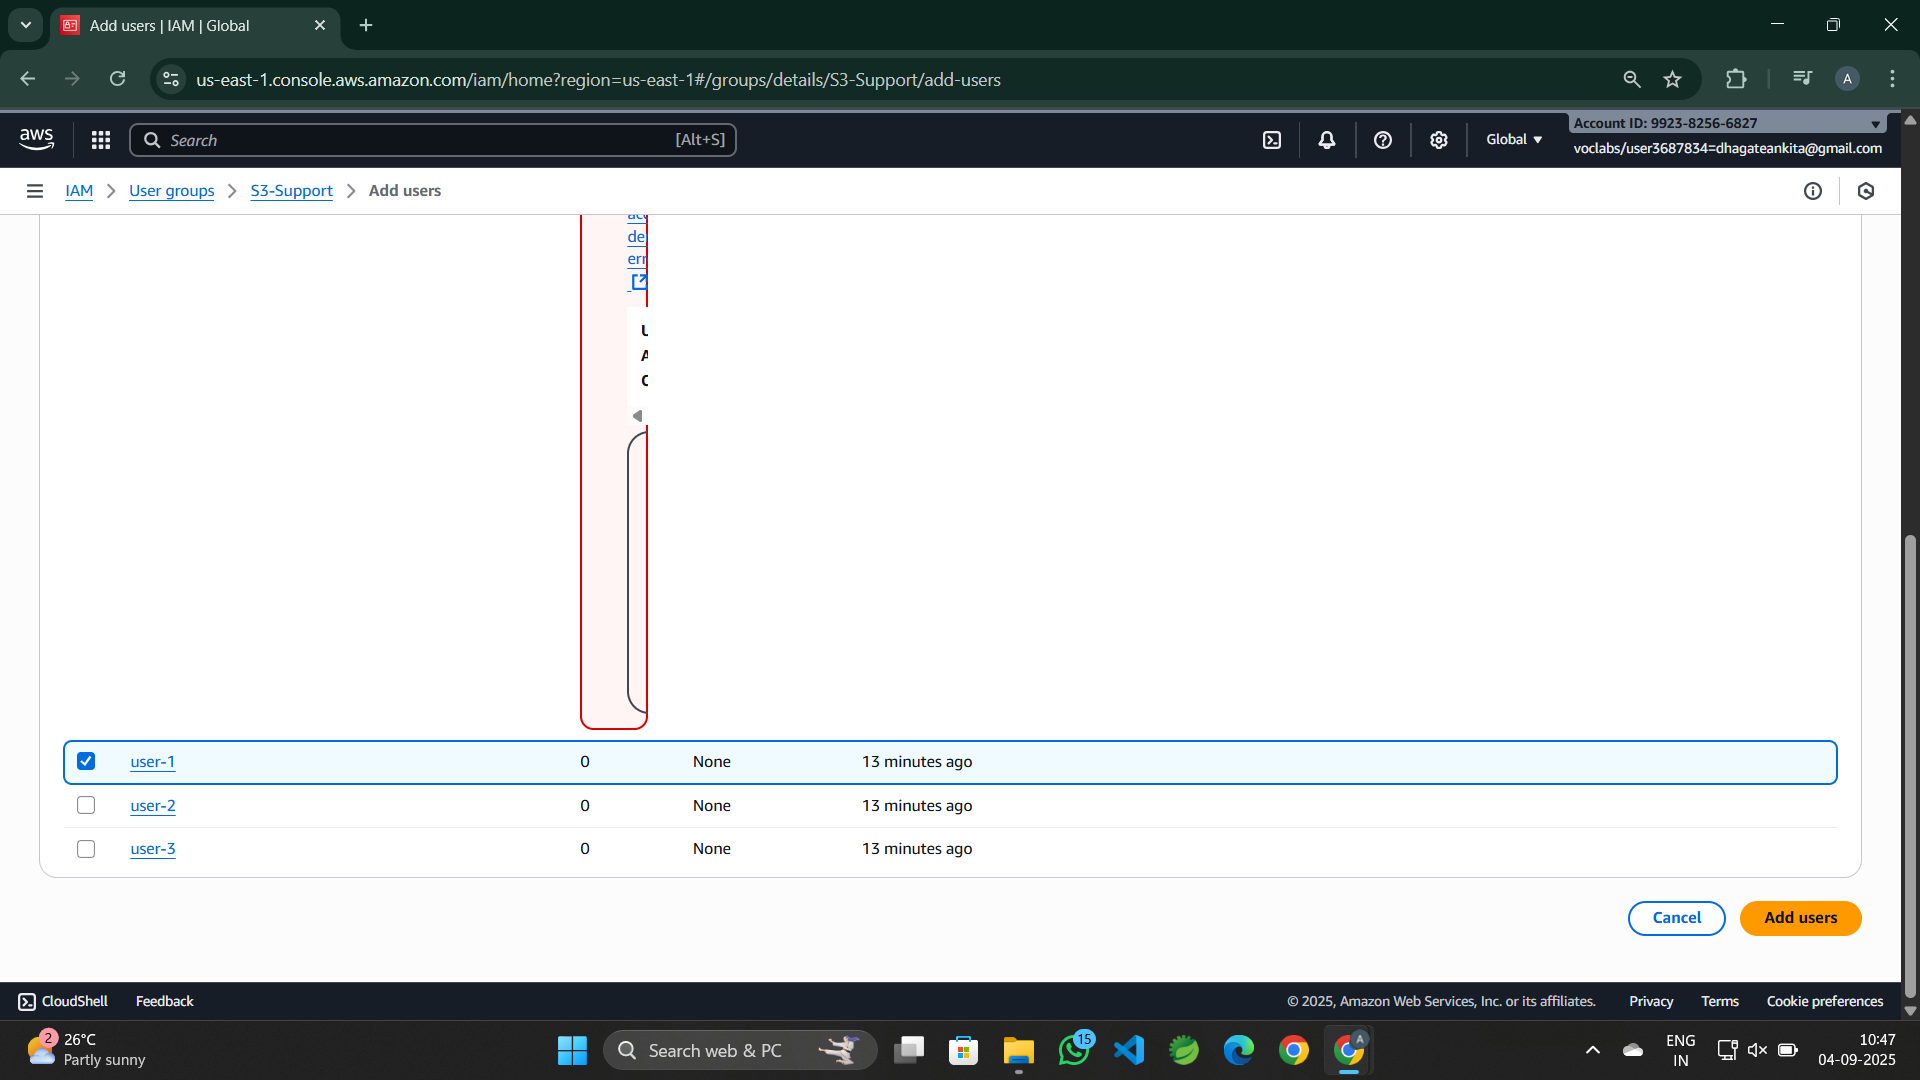 Add users | IAM | Global
us-east-1.console.aws.amazon.com/iam/home?region=us-east-1#/groups/details/S3-Support/add-users
A
aws
Search
[Alt+S]
Global
Account ID: 9923-8256-6827
voclabs/user3687834=dhagateankita@gmail.com
IAM
User groups
S3-Support
Add users
de
err
user-1 0 None 13 minutes ago
user-2 0 None 13 minutes ago
user-3 0 None 13 minutes ago
Cancel
Add users
CloudShell
Feedback
© 2025, Amazon Web Services, Inc. or its affiliates.
Privacy
Terms
Cookie preferences
2
26°C
Partly sunny
Search web & PC
15
A
ENG
IN
10:47
04-09-2025